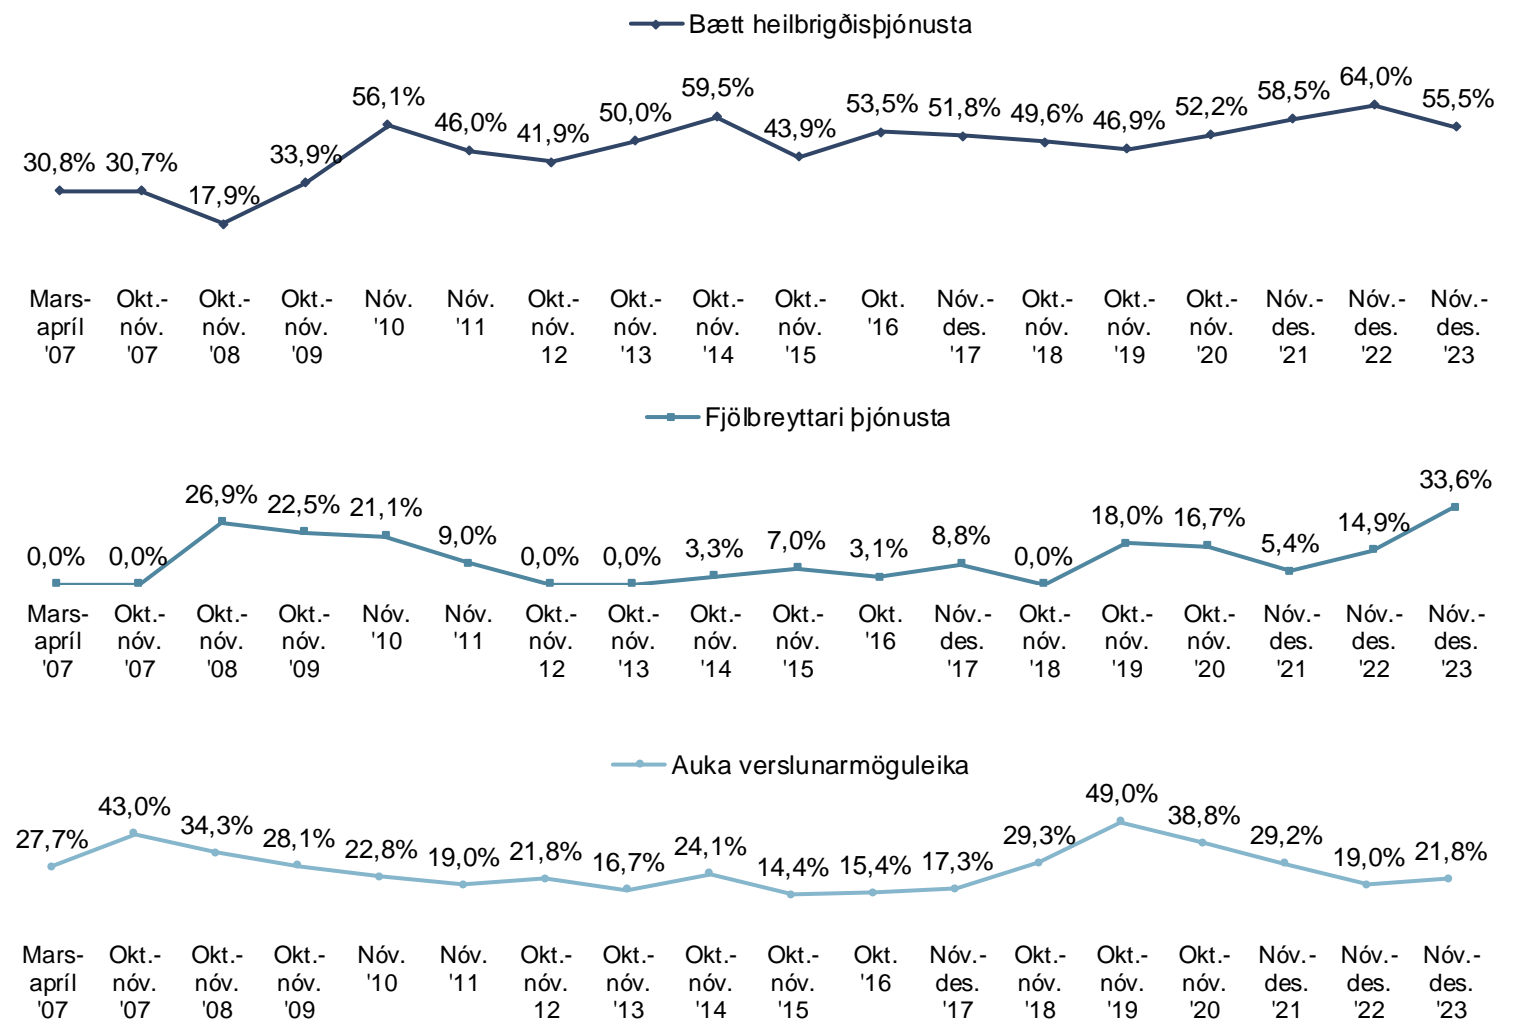 Bætt heilbrigðisþjónusta
30,8% 30,7% 17,9% 33,9% 56,1% 46,0% 41,9% 50,0% 59,5% 43,9% 53,5% 51,8% 49,6% 46,9% 52,2% 58,5% 64,0% 55,5%
Mars- Okt.- Okt.- Okt.- Nóv. Nóv. Okt.- Okt.- Okt.- Okt.- Okt. Nóv.- Okt.- Okt.- Okt.- Nóv.- Nóv.- Nóv.-
apríl nóv. nóv. nóv. '10 '11 nóv. nóv. nóv. nóv. '16 des. nóv. nóv. nóv. des. des. des.
'07 '07 '08 '09 12 '13 '14 '15 '17 '18 '19 '20 '21 '22 '23
Fjölbreyttari þjónusta
0,0% 0,0% 26,9% 22,5% 21,1% 9,0% 0,0% 0,0% 3,3% 7,0% 3,1% 8,8% 0,0% 18,0% 16,7% 5,4% 14,9% 33,6%
Mars- Okt.- Okt.- Okt.- Nóv. Nóv. Okt.- Okt.- Okt.- Okt.- Okt. Nóv.- Okt.- Okt.- Okt.- Nóv.- Nóv.- Nóv.-
apríl nóv. nóv. nóv. '10 '11 nóv. nóv. nóv. nóv. '16 des. nóv. nóv. nóv. des. des. des.
'07 '07 '08 '09 12 '13 '14 '15 '17 '18 '19 '20 '21 '22 '23
Auka verslunarmöguleika
27,7% 43,0% 34,3% 28,1% 22,8% 19,0% 21,8% 16,7% 24,1% 14,4% 15,4% 17,3% 29,3% 49,0% 38,8% 29,2% 19,0% 21,8%
Mars- Okt.- Okt.- Okt.- Nóv. Nóv. Okt.- Okt.- Okt.- Okt.- Okt. Nóv.- Okt.- Okt.- Okt.- Nóv.- Nóv.- Nóv.-
apríl nóv. nóv. nóv. '10 '11 nóv. nóv. nóv. nóv. '16 des. nóv. nóv. nóv. des. des. des.
'07 '07 '08 '09 12 '13 '14 '15 '17 '18 '19 '20 '21 '22 '23